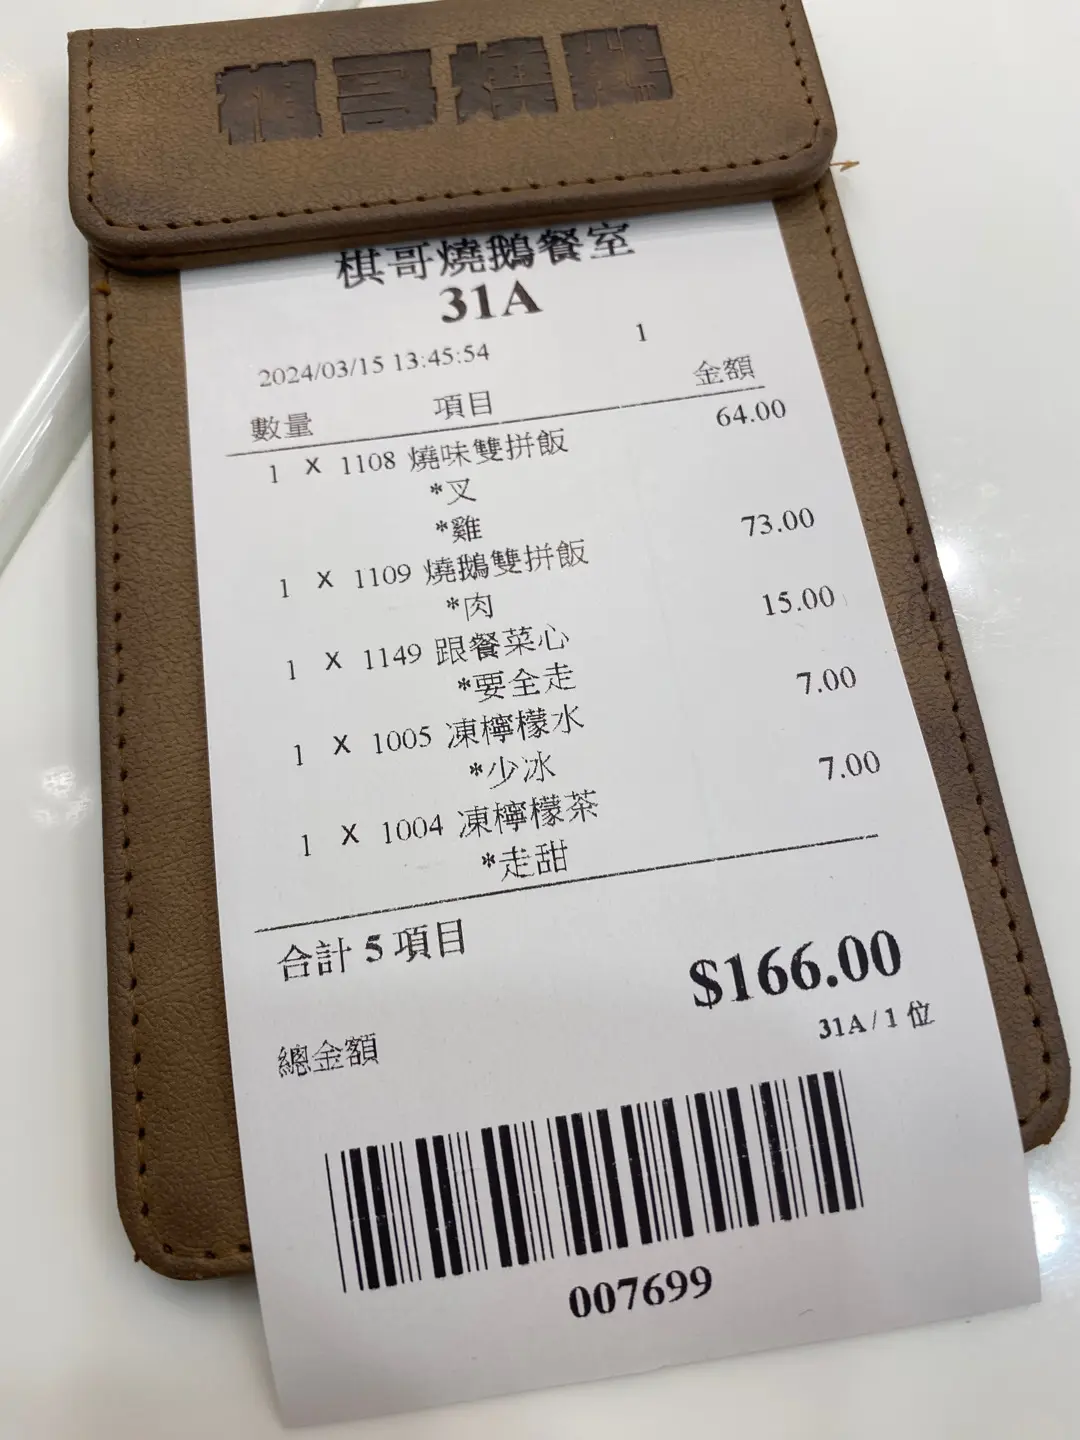 棋哥燒鵝
棋哥燒鵝餐室
31A
2024/03/15 13:45:54 1
數量 項目 金額
1 X 1108 燒味雙拼飯 64.00
*叉
*雞
1 X 1109 燒鵝雙拼飯 73.00
*肉
1 X 1149 跟餐菜心 15.00
*要全走
1 X 1005 凍檸檬水 7.00
*少冰
1 X 1004 凍檸檬茶 7.00
*走甜
合計 5 項目
$166.00
總金額
31A / 1 位
007699